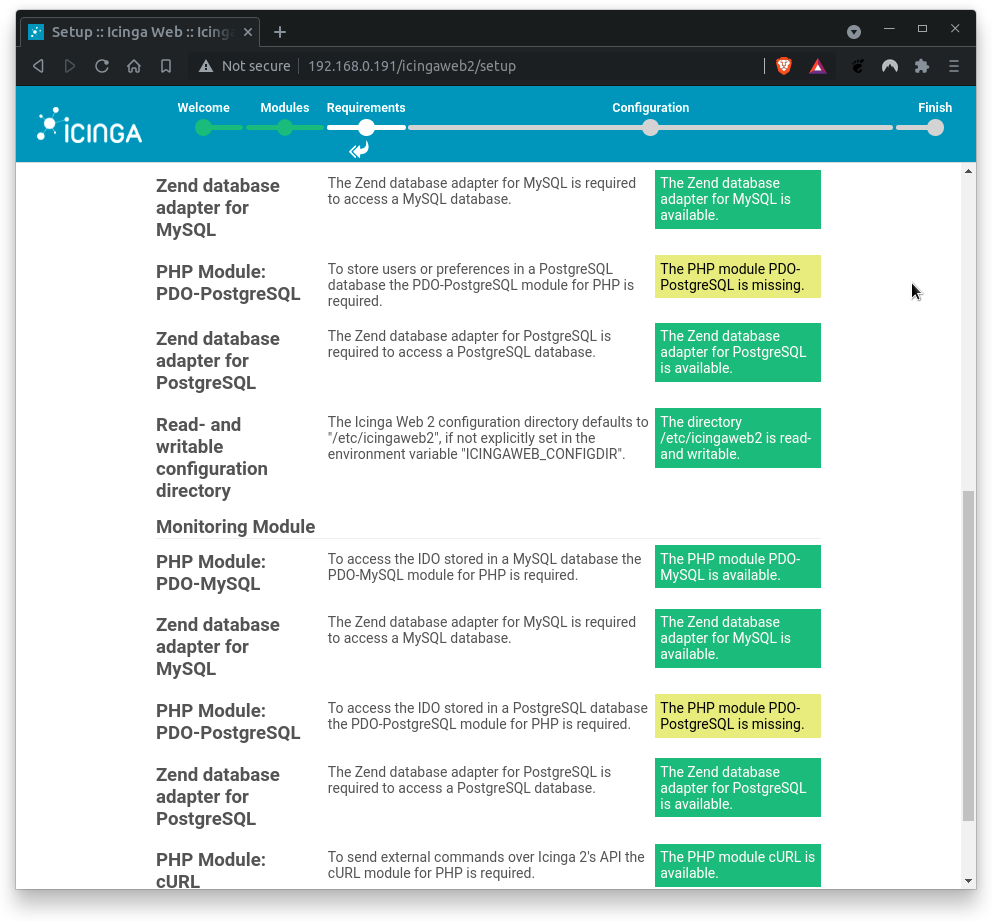 Setup :: Icinga Web :: Icinga
Not secure
192.168.0.191/icingaweb2/setup
ICINGA
Welcome
Modules
Requirements
Configuration
Finish
Zend database
adapter for
MySQL
The Zend database adapter for MySQL is required
to access a MySQL database.
The Zend database
adapter for MySQL is
available.
PHP Module:
PDO-PostgreSQL
To store users or preferences in a PostgreSQL
database the PDO-PostgreSQL module for PHP is
required.
The PHP module PDO-
PostgreSQL is missing.
Zend database
adapter for
PostgreSQL
The Zend database adapter for PostgreSQL is
required to access a PostgreSQL database.
The Zend database
adapter for PostgreSQL
is available.
Read- and
writable
configuration
directory
The Icinga Web 2 configuration directory defaults to
"/etc/icingaweb2", if not explicitly set in the
environment variable "ICINGAWEB_CONFIGDIR".
The directory
/etc/icingaweb2 is read-
and writable.
Monitoring Module
PHP Module:
PDO-MySQL
To access the IDO stored in a MySQL database the
PDO-MySQL module for PHP is required.
The PHP module PDO-
MySQL is available.
Zend database
adapter for
MySQL
The Zend database adapter for MySQL is required
to access a MySQL database.
The Zend database
adapter for MySQL is
available.
PHP Module:
PDO-PostgreSQL
To access the IDO stored in a PostgreSQL database
the PDO-PostgreSQL module for PHP is required.
The PHP module PDO-
PostgreSQL is missing.
Zend database
adapter for
PostgreSQL
The Zend database adapter for PostgreSQL is
required to access a PostgreSQL database.
The Zend database
adapter for PostgreSQL
is available.
PHP Module:
cURL
To send external commands over Icinga 2's API the
cURL module for PHP is required.
The PHP module cURL is
available.